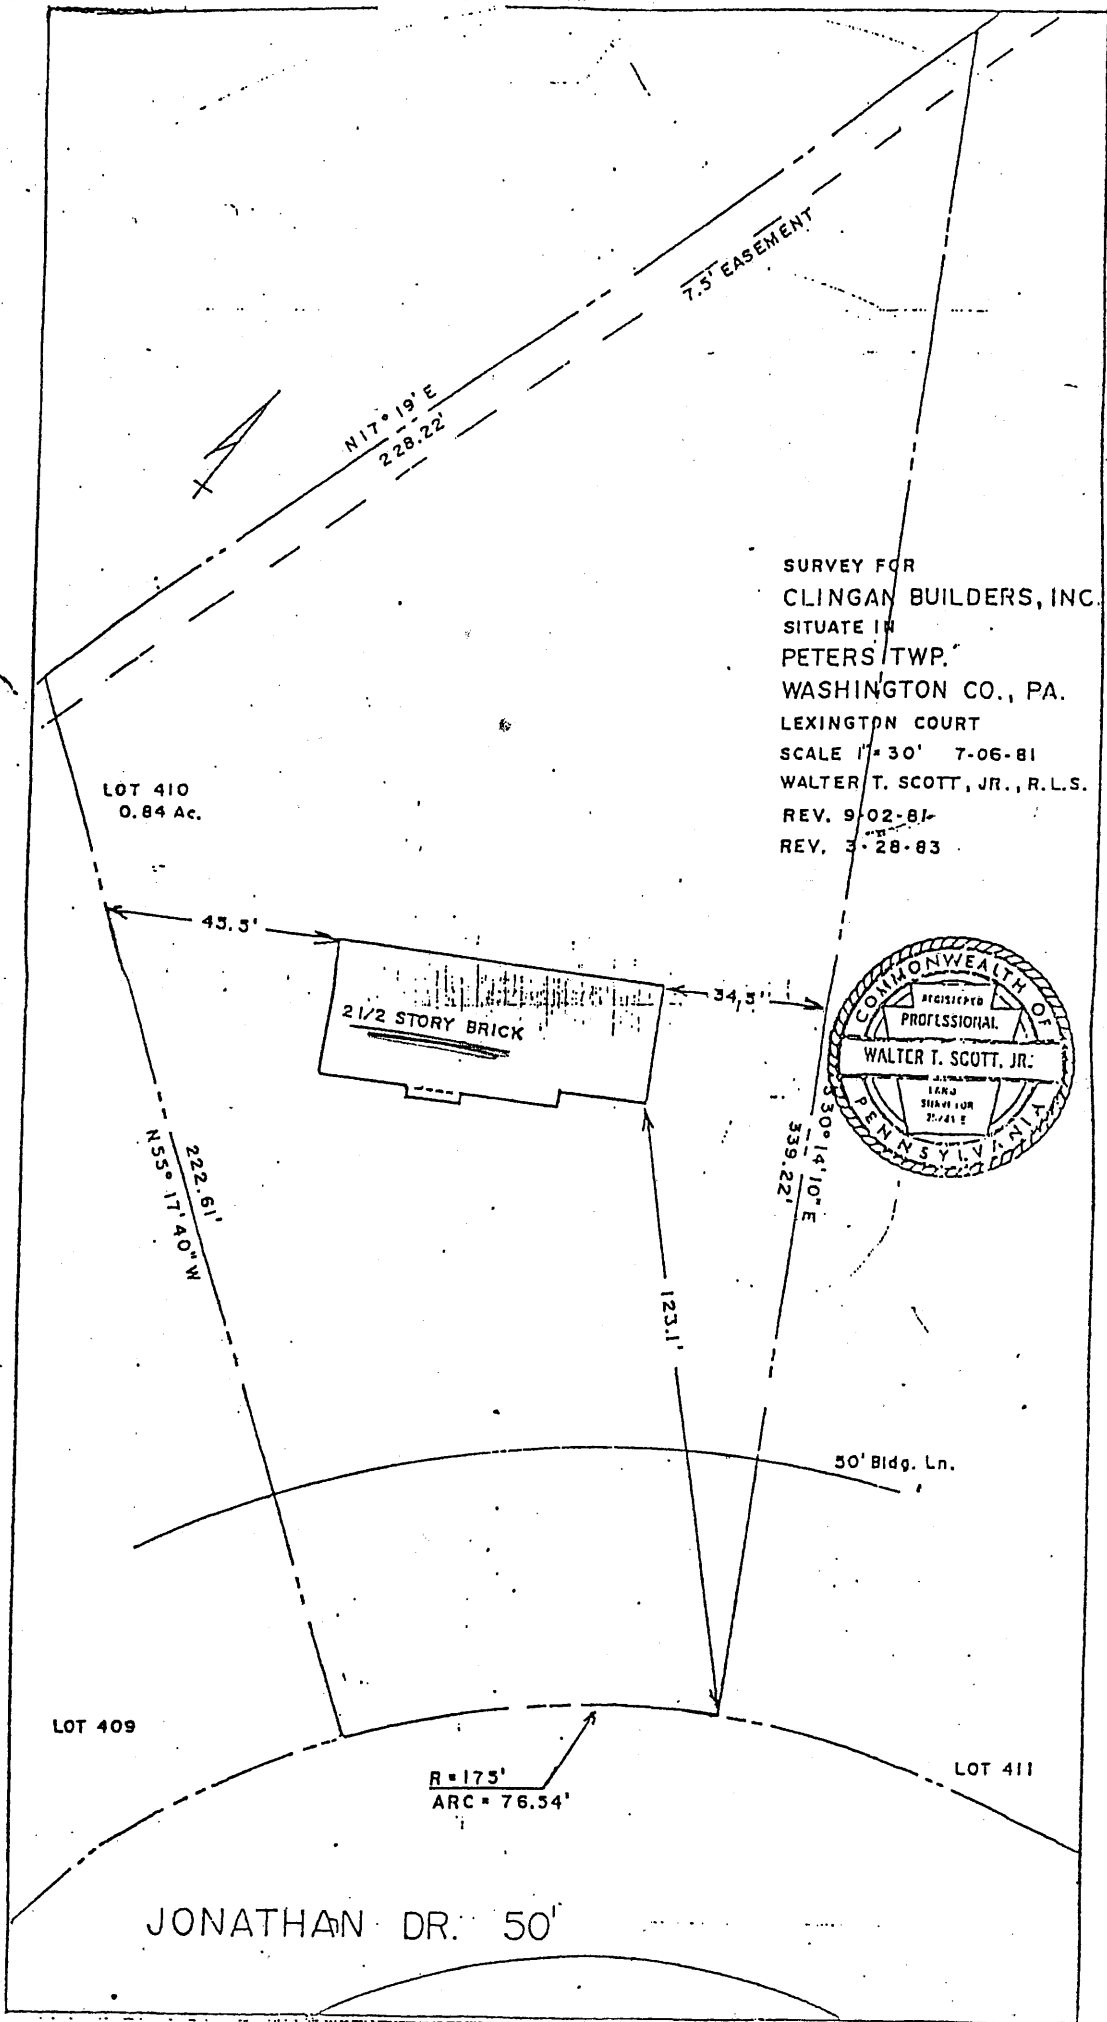 7.5' EASEMENT
N17°19' E
228.22'
SURVEY FOR
CLINGAN BUILDERS, INC.
SITUATE IN
PETERS TWP.
WASHINGTON CO., PA.
LEXINGTON COURT
SCALE 1"=30' 7-06-81
WALTER T. SCOTT, JR., R.L.S.
REV. 9-02-81
REV. 3-28-83
LOT 410
0.84 Ac.
45.5'
34.5'
2 1/2 STORY BRICK
COMMONWEALTH OF
REGISTERED
PROFESSIONAL
WALTER T. SCOTT, JR.
LAND
SURVEYOR
PENNSYLVANIA
222.61'
N55°17'40" W
S30°14'10" E
339.22'
123.1'
50' Bldg. Ln.
LOT 409
LOT 411
R=175'
ARC = 76.54'
JONATHAN DR. 50'